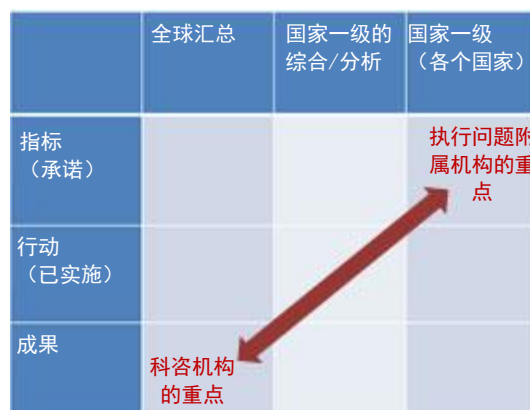 全球汇总
国家一级的
综合/分析
国家一级
（各个国家）
指标
（承诺）
执行问题附
属机构的重
点
行动
（已实施）
成果
科咨机构
的重点